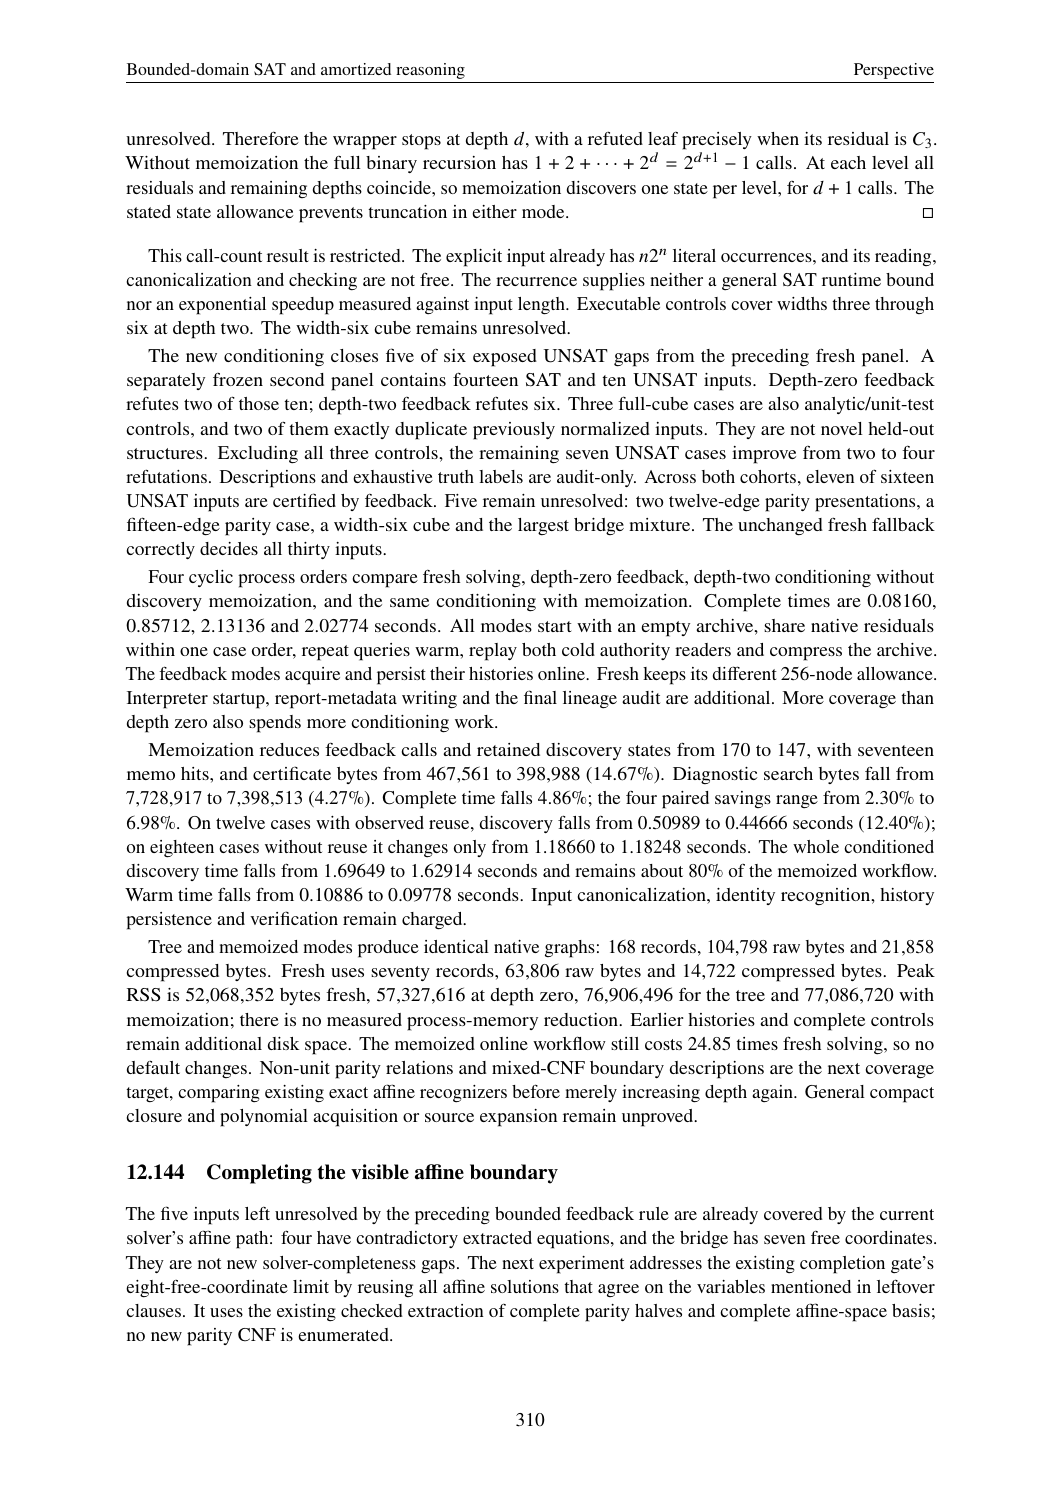 Bounded-domain SAT and amortized reasoning Perspective
unresolved. Therefore the wrapper stops at depth d, with a refuted leaf precisely when its residual is C₃.
Without memoization the full binary recursion has 1 + 2 + · · · + 2ᵈ = 2ᵈ⁺¹ − 1 calls. At each level all
residuals and remaining depths coincide, so memoization discovers one state per level, for d + 1 calls. The
stated state allowance prevents truncation in either mode. □
This call-count result is restricted. The explicit input already has n2ⁿ literal occurrences, and its reading,
canonicalization and checking are not free. The recurrence supplies neither a general SAT runtime bound
nor an exponential speedup measured against input length. Executable controls cover widths three through
six at depth two. The width-six cube remains unresolved.
The new conditioning closes five of six exposed UNSAT gaps from the preceding fresh panel. A
separately frozen second panel contains fourteen SAT and ten UNSAT inputs. Depth-zero feedback
refutes two of those ten; depth-two feedback refutes six. Three full-cube cases are also analytic/unit-test
controls, and two of them exactly duplicate previously normalized inputs. They are not novel held-out
structures. Excluding all three controls, the remaining seven UNSAT cases improve from two to four
refutations. Descriptions and exhaustive truth labels are audit-only. Across both cohorts, eleven of sixteen
UNSAT inputs are certified by feedback. Five remain unresolved: two twelve-edge parity presentations, a
fifteen-edge parity case, a width-six cube and the largest bridge mixture. The unchanged fresh fallback
correctly decides all thirty inputs.
Four cyclic process orders compare fresh solving, depth-zero feedback, depth-two conditioning without
discovery memoization, and the same conditioning with memoization. Complete times are 0.08160,
0.85712, 2.13136 and 2.02774 seconds. All modes start with an empty archive, share native residuals
within one case order, repeat queries warm, replay both cold authority readers and compress the archive.
The feedback modes acquire and persist their histories online. Fresh keeps its different 256-node allowance.
Interpreter startup, report-metadata writing and the final lineage audit are additional. More coverage than
depth zero also spends more conditioning work.
Memoization reduces feedback calls and retained discovery states from 170 to 147, with seventeen
memo hits, and certificate bytes from 467,561 to 398,988 (14.67%). Diagnostic search bytes fall from
7,728,917 to 7,398,513 (4.27%). Complete time falls 4.86%; the four paired savings range from 2.30% to
6.98%. On twelve cases with observed reuse, discovery falls from 0.50989 to 0.44666 seconds (12.40%);
on eighteen cases without reuse it changes only from 1.18660 to 1.18248 seconds. The whole conditioned
discovery time falls from 1.69649 to 1.62914 seconds and remains about 80% of the memoized workflow.
Warm time falls from 0.10886 to 0.09778 seconds. Input canonicalization, identity recognition, history
persistence and verification remain charged.
Tree and memoized modes produce identical native graphs: 168 records, 104,798 raw bytes and 21,858
compressed bytes. Fresh uses seventy records, 63,806 raw bytes and 14,722 compressed bytes. Peak
RSS is 52,068,352 bytes fresh, 57,327,616 at depth zero, 76,906,496 for the tree and 77,086,720 with
memoization; there is no measured process-memory reduction. Earlier histories and complete controls
remain additional disk space. The memoized online workflow still costs 24.85 times fresh solving, so no
default changes. Non-unit parity relations and mixed-CNF boundary descriptions are the next coverage
target, comparing existing exact affine recognizers before merely increasing depth again. General compact
closure and polynomial acquisition or source expansion remain unproved.
12.144 Completing the visible affine boundary
The five inputs left unresolved by the preceding bounded feedback rule are already covered by the current
solver's affine path: four have contradictory extracted equations, and the bridge has seven free coordinates.
They are not new solver-completeness gaps. The next experiment addresses the existing completion gate's
eight-free-coordinate limit by reusing all affine solutions that agree on the variables mentioned in leftover
clauses. It uses the existing checked extraction of complete parity halves and complete affine-space basis;
no new parity CNF is enumerated.
310